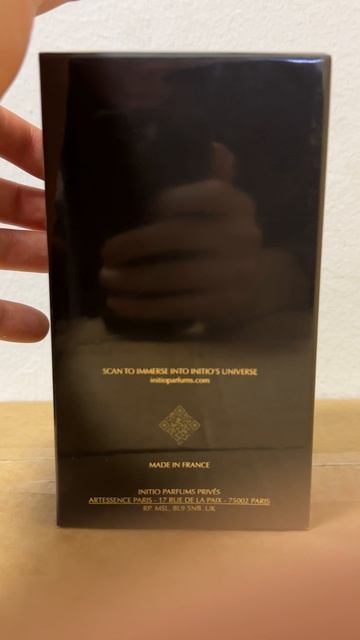 SCAN TO IMMERSE INTO INITIO'S UNIVERSE
initioparfums.com
MADE IN FRANCE
INITIO PARFUMS PRIVÉS
ARTESSENCE PARIS - 17 RUE DE LA PAIX - 75002 PARIS
RP. MSL, BL9 5NB. UK